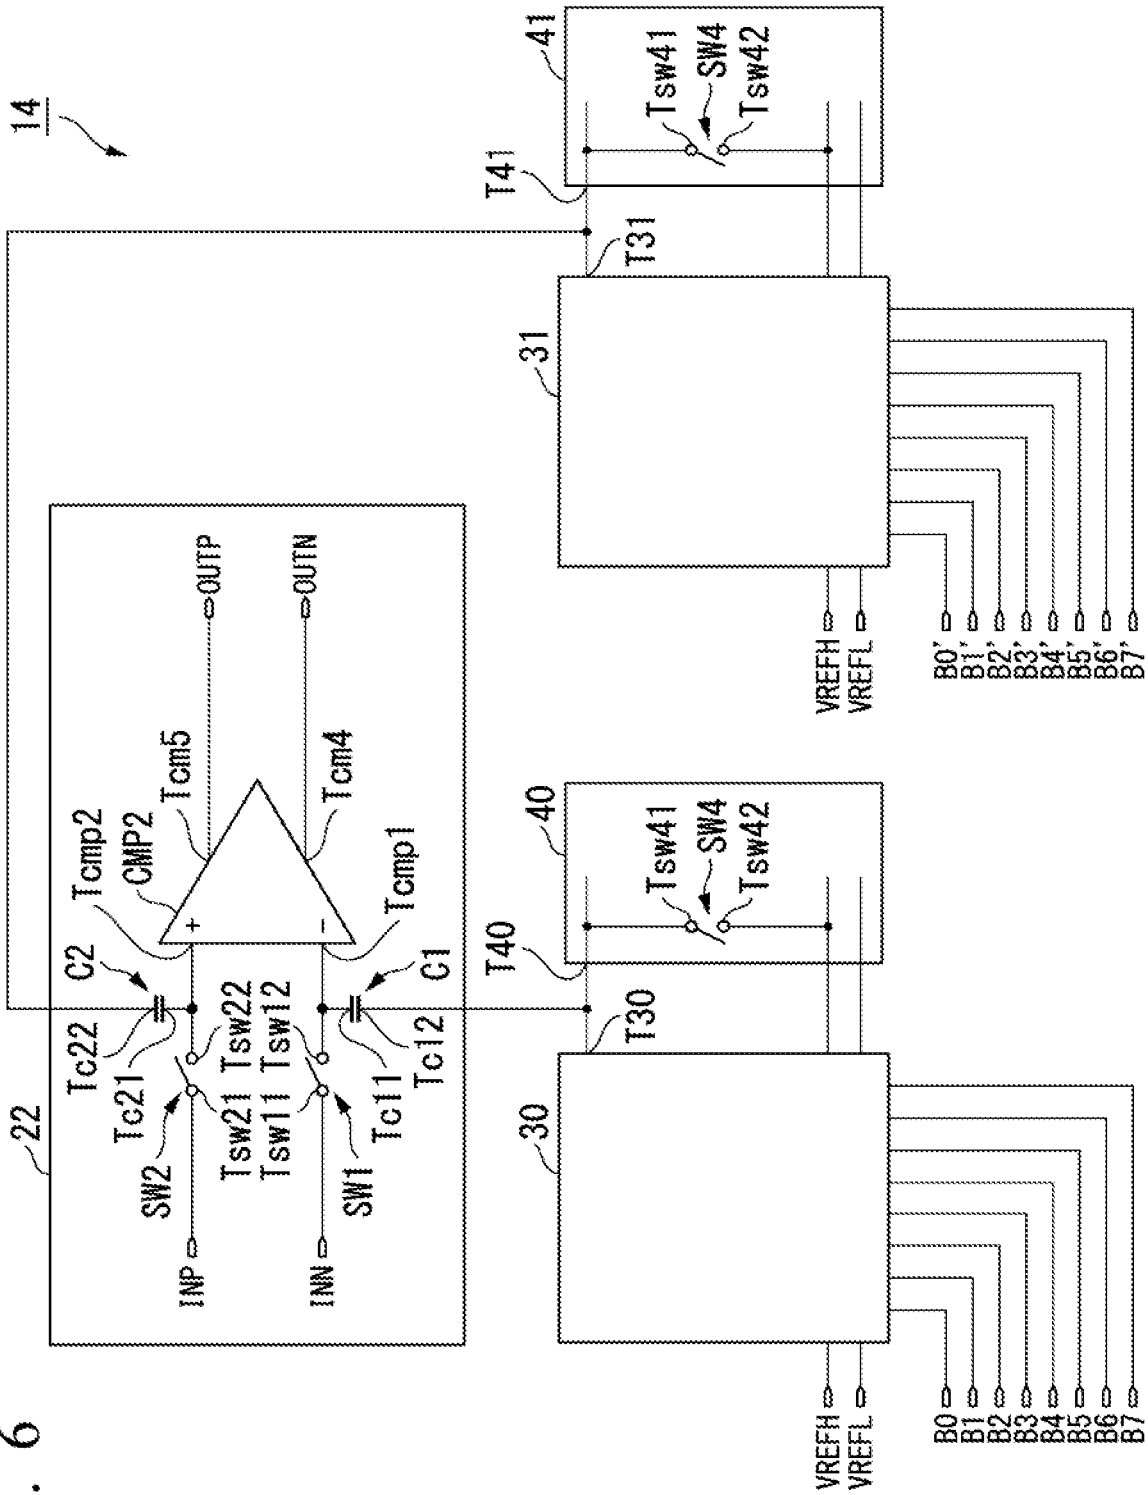 . 6
14
22
INP
INN
SW2
SW1
Tsw21
Tsw22
Tsw11
Tsw12
Tc22
Tc21
C2
Tc11
Tc12
C1
Tcmp2
CMP2
Tcmp1
+
−
Tcm5
Tcm4
OUTP
OUTN
30
T30
VREFH
VREFL
B0
B1
B2
B3
B4
B5
B6
B7
40
T40
Tsw41
SW4
Tsw42
31
T31
VREFH
VREFL
B0'
B1'
B2'
B3'
B4'
B5'
B6'
B7'
41
T41
Tsw41
SW4
Tsw42